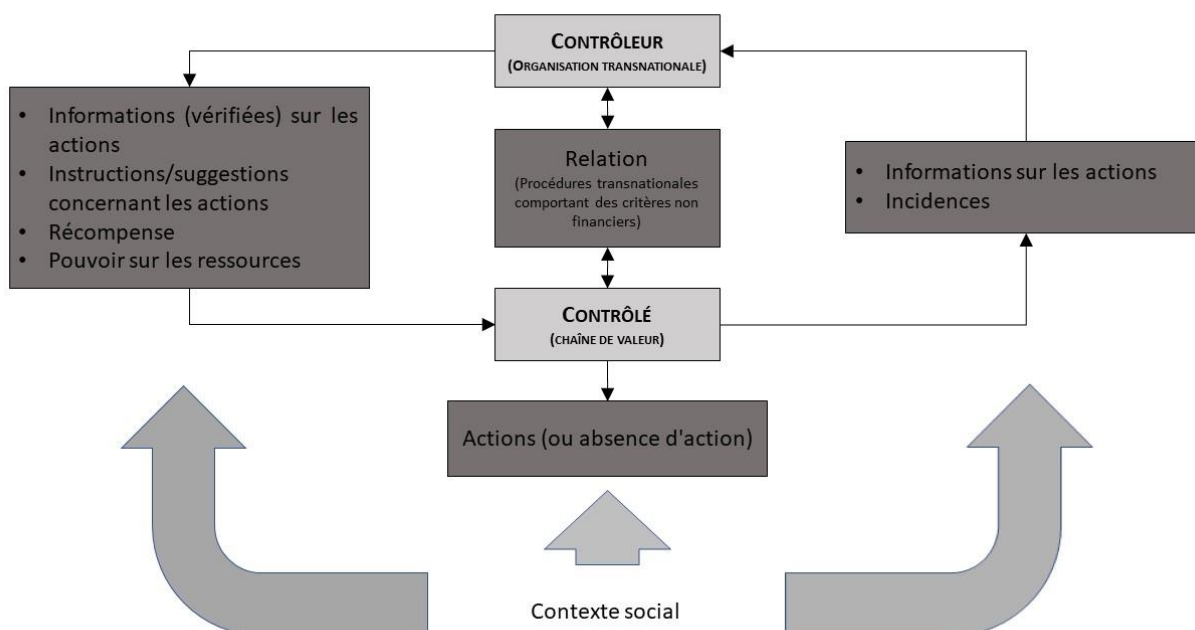 CONTRÔLEUR
(ORGANISATION TRANSNATIONALE)
• Informations (vérifiées) sur les
actions
• Instructions/suggestions
concernant les actions
• Récompense
• Pouvoir sur les ressources
Relation
(Procédures transnationales
comportant des critères non
financiers)
• Informations sur les actions
• Incidences
CONTRÔLÉ
(CHAÎNE DE VALEUR)
Actions (ou absence d'action)
Contexte social